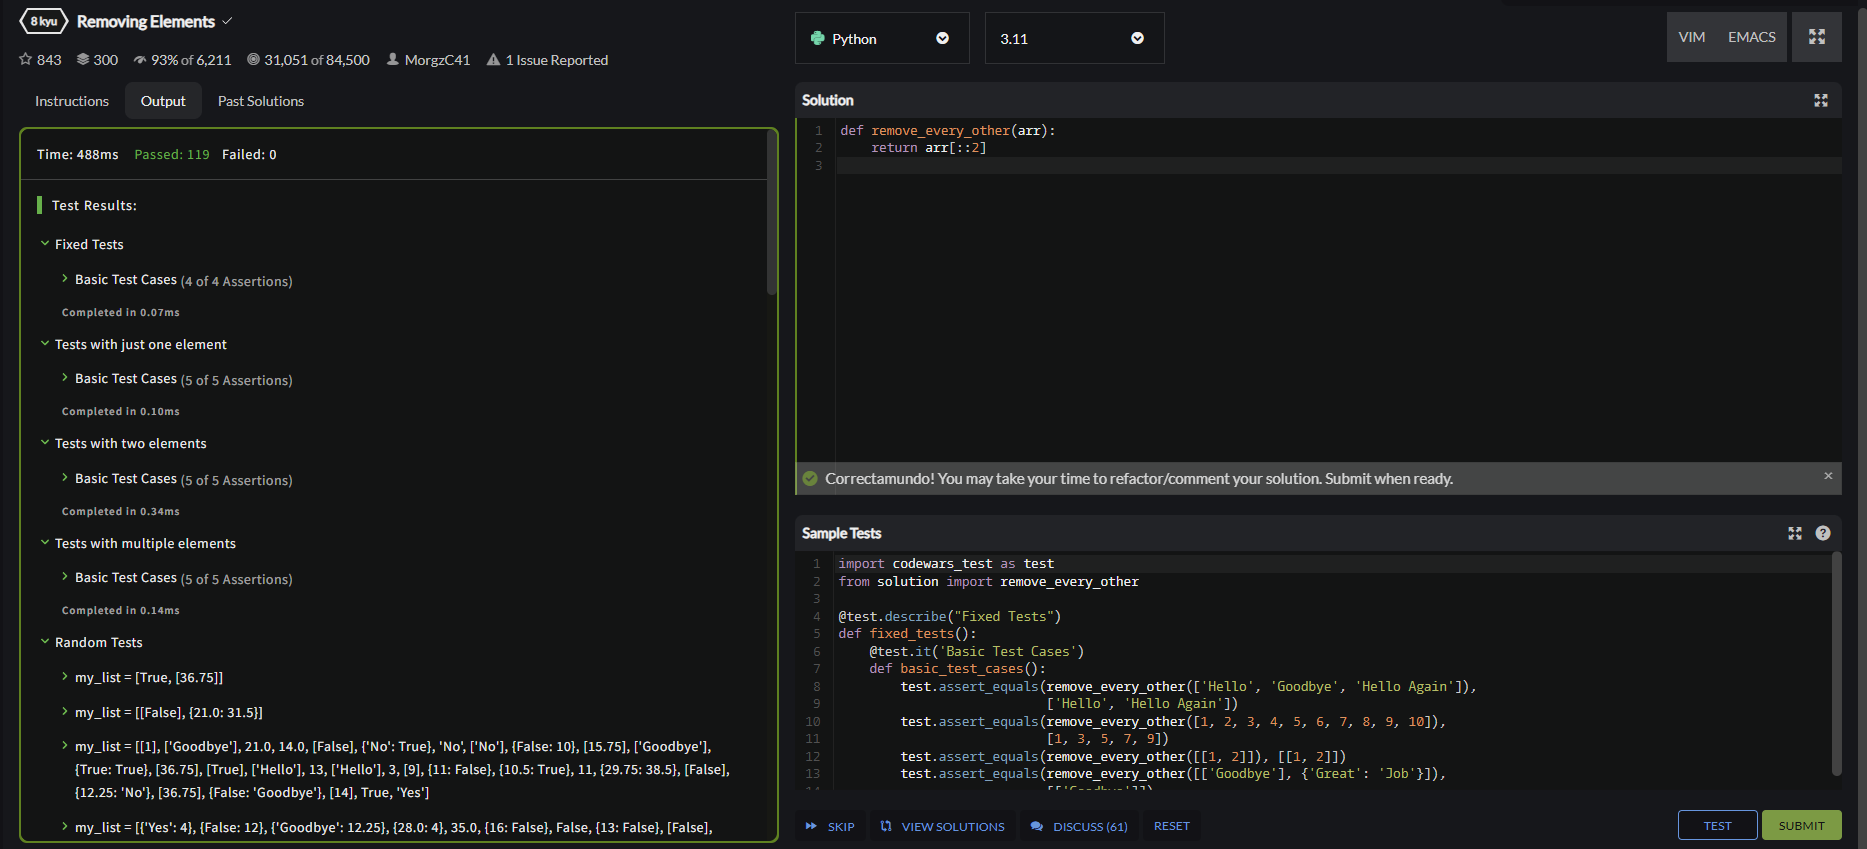 8 kyu Removing Elements
843 300 93% of 6,211 31,051 of 84,500 MorgzC41 1 Issue Reported
Instructions Output Past Solutions
Time: 488ms Passed: 119 Failed: 0
Test Results:
Fixed Tests
Basic Test Cases (4 of 4 Assertions)
Completed in 0.07ms
Tests with just one element
Basic Test Cases (5 of 5 Assertions)
Completed in 0.10ms
Tests with two elements
Basic Test Cases (5 of 5 Assertions)
Completed in 0.34ms
Tests with multiple elements
Basic Test Cases (5 of 5 Assertions)
Completed in 0.14ms
Random Tests
my_list = [True, [36.75]]
my_list = [[False], {21.0: 31.5}]
my_list = [[1], ['Goodbye'], 21.0, 14.0, [False], {'No': True}, 'No', ['No'], {False: 10}, [15.75], ['Goodbye'],
{True: True}, [36.75], [True], ['Hello'], 13, ['Hello'], 3, [9], {11: False}, {10.5: True}, 11, {29.75: 38.5}, [False],
{12.25: 'No'}, [36.75], {False: 'Goodbye'}, [14], True, 'Yes']
my_list = [{'Yes': 4}, {False: 12}, {'Goodbye': 12.25}, {28.0: 4}, 35.0, {16: False}, False, {13: False}, [False],
Python 3.11 VIM EMACS
Solution
1 def remove_every_other(arr):
2 return arr[::2]
3
Correctamundo! You may take your time to refactor/comment your solution. Submit when ready.
Sample Tests
1 import codewars_test as test
2 from solution import remove_every_other
3
4 @test.describe("Fixed Tests")
5 def fixed_tests():
6 @test.it('Basic Test Cases')
7 def basic_test_cases():
8 test.assert_equals(remove_every_other(['Hello', 'Goodbye', 'Hello Again']),
9 ['Hello', 'Hello Again'])
10 test.assert_equals(remove_every_other([1, 2, 3, 4, 5, 6, 7, 8, 9, 10]),
11 [1, 3, 5, 7, 9])
12 test.assert_equals(remove_every_other([[1, 2]]), [[1, 2]])
13 test.assert_equals(remove_every_other([['Goodbye'], {'Great': 'Job'}]),
SKIP VIEW SOLUTIONS DISCUSS (61) RESET TEST SUBMIT